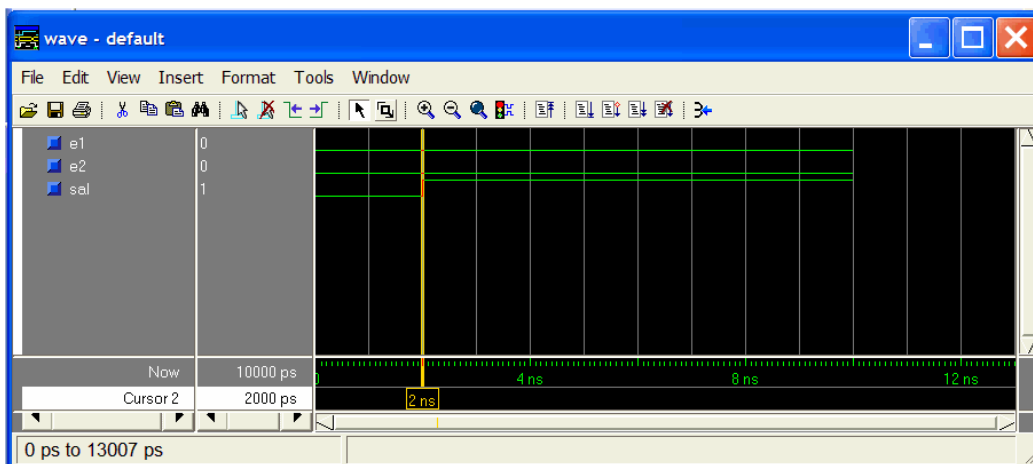 wave - default
File Edit View Insert Format Tools Window
e1 0
e2 0
sal 1
Now 10000 ps
0 4 ns 8 ns 12 ns
Cursor 2 2000 ps
2 ns
0 ps to 13007 ps